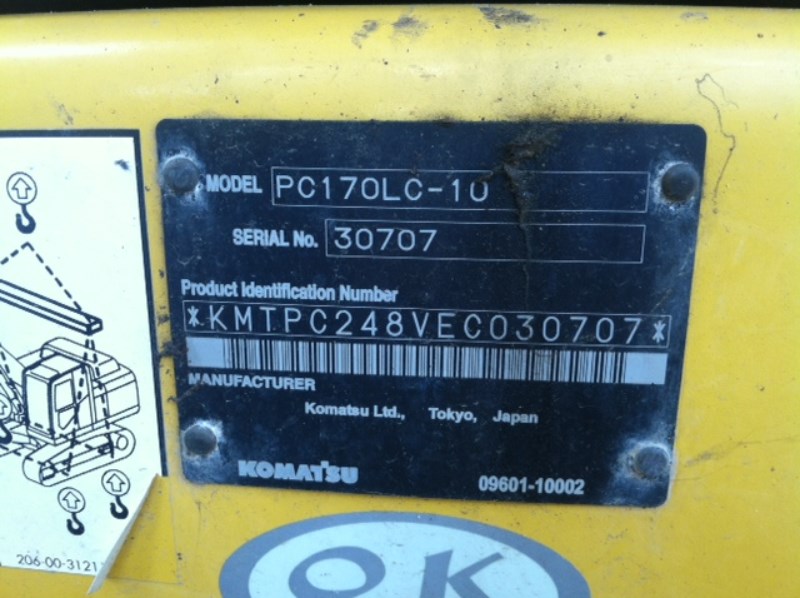 MODEL PC170LC-10
SERIAL No. 30707
Product Identification Number
*KMTPC248VEC030707*
MANUFACTURER
Komatsu Ltd., Tokyo, Japan
KOMATSU 09601-10002
206-00-3121
OK